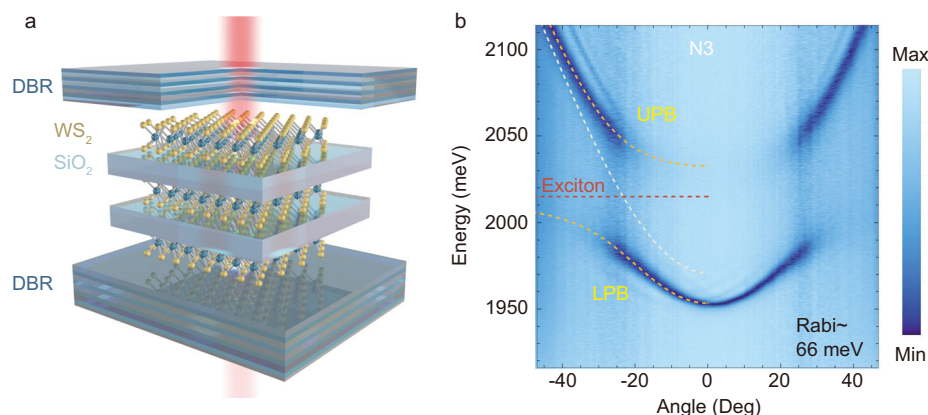 a
DBR
WS₂
SiO₂
DBR
b
N3
UPB
Exciton
LPB
Rabi~
66 meV
Energy (meV)
2100
2050
2000
1950
-40 -20 0 20 40
Angle (Deg)
Max
Min